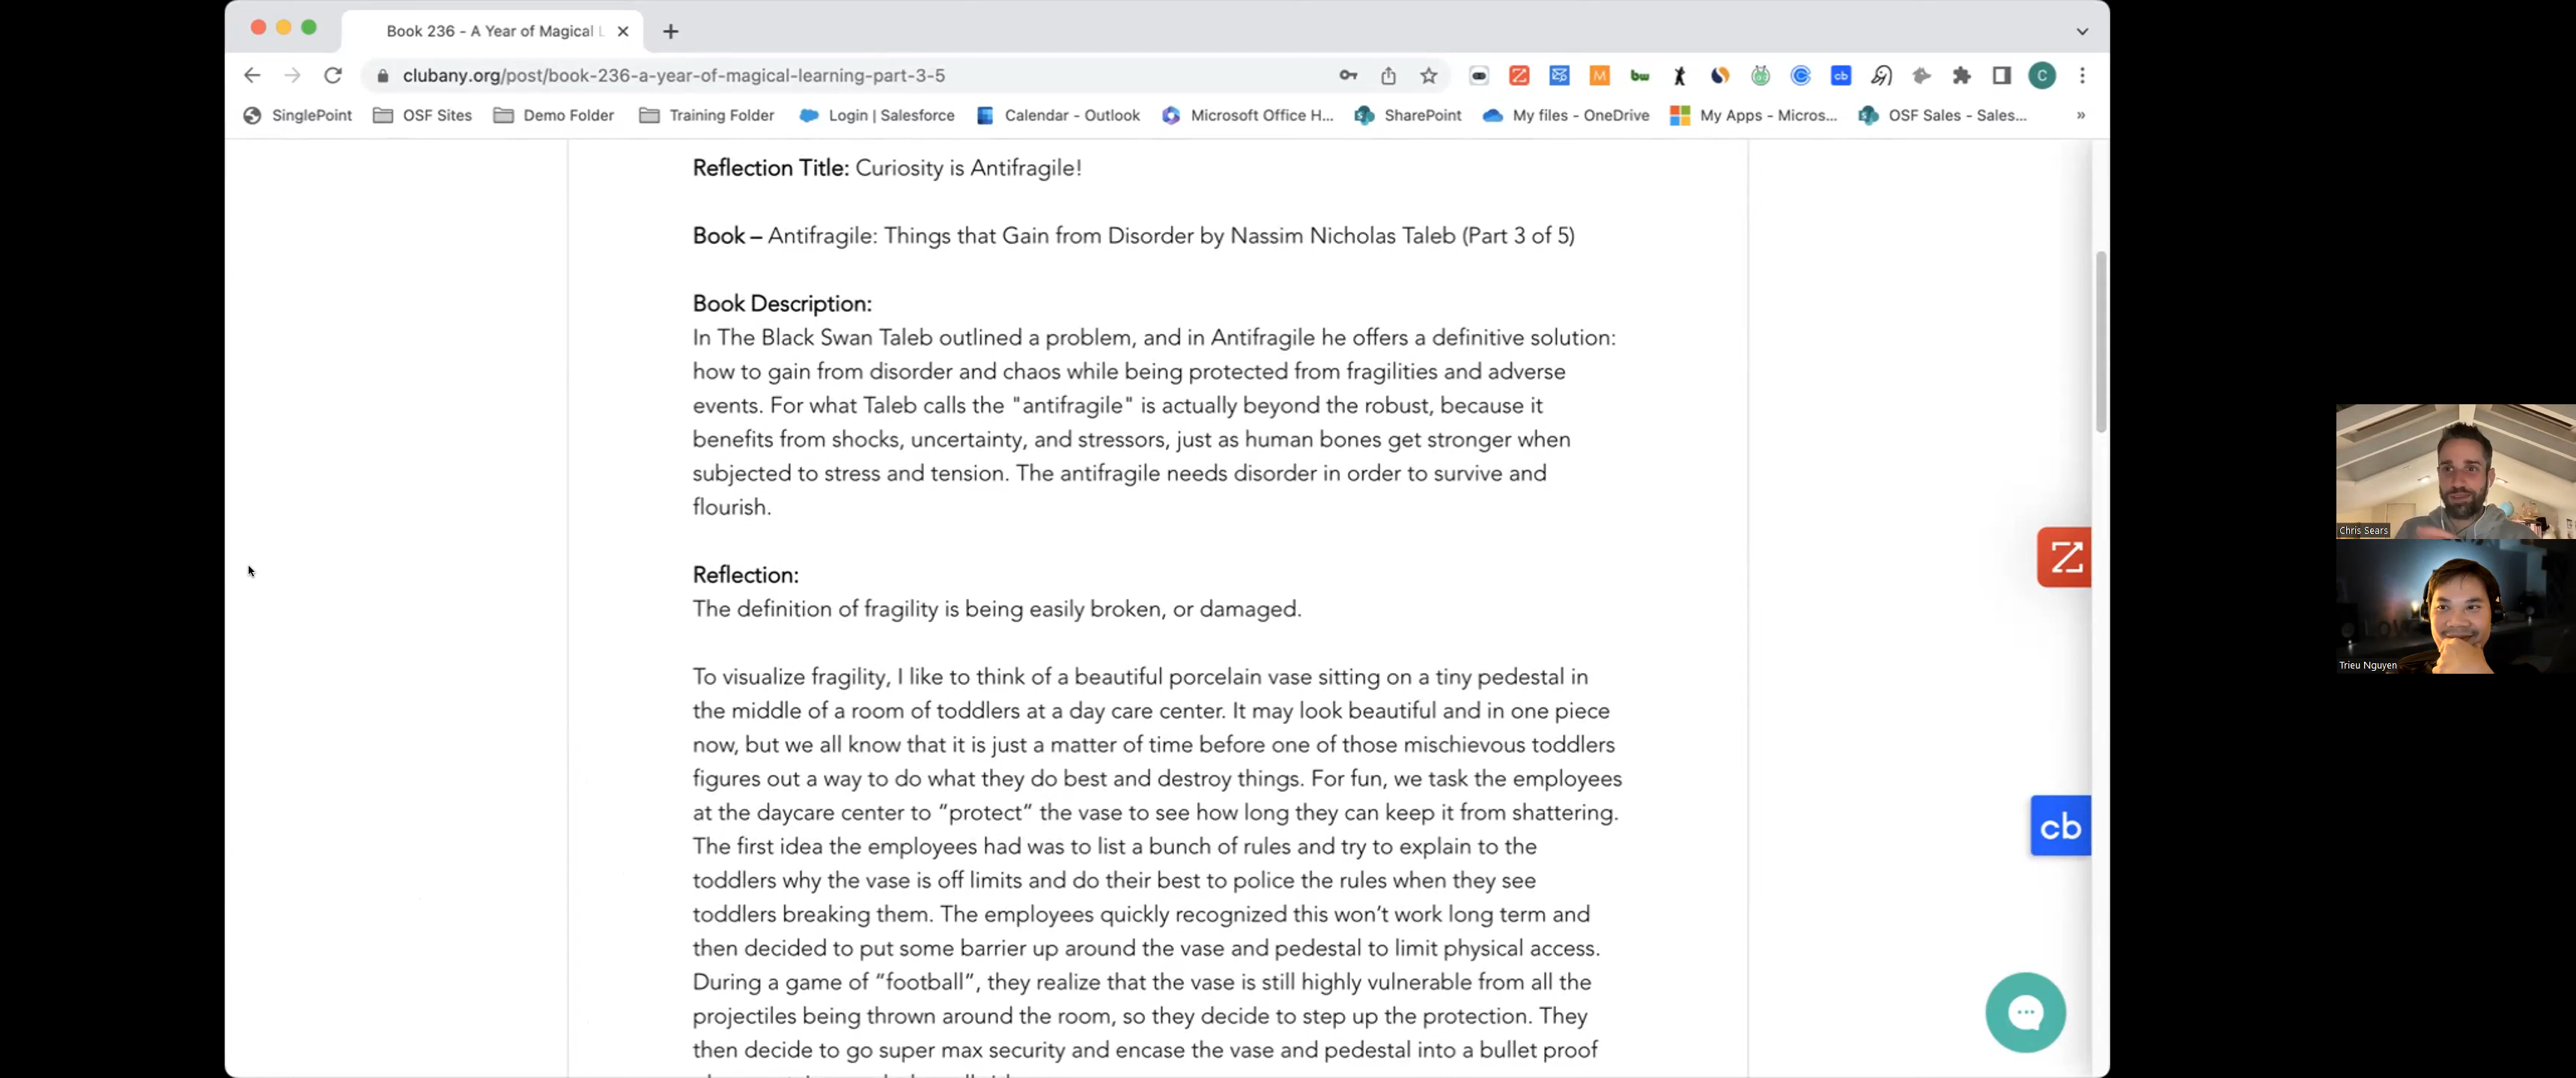 Book 236 - A Year of Magical L
clubany.org/post/book-236-a-year-of-magical-learning-part-3-5
M
bw
cb
C
SinglePoint
OSF Sites
Demo Folder
Training Folder
Login | Salesforce
Calendar - Outlook
Microsoft Office H...
SharePoint
My files - OneDrive
My Apps - Micros...
OSF Sales - Sales...
»
Reflection Title: Curiosity is Antifragile!
Book – Antifragile: Things that Gain from Disorder by Nassim Nicholas Taleb (Part 3 of 5)
Book Description:
In The Black Swan Taleb outlined a problem, and in Antifragile he offers a definitive solution:
how to gain from disorder and chaos while being protected from fragilities and adverse
events. For what Taleb calls the "antifragile" is actually beyond the robust, because it
benefits from shocks, uncertainty, and stressors, just as human bones get stronger when
subjected to stress and tension. The antifragile needs disorder in order to survive and
flourish.
Reflection:
The definition of fragility is being easily broken, or damaged.
To visualize fragility, I like to think of a beautiful porcelain vase sitting on a tiny pedestal in
the middle of a room of toddlers at a day care center. It may look beautiful and in one piece
now, but we all know that it is just a matter of time before one of those mischievous toddlers
figures out a way to do what they do best and destroy things. For fun, we task the employees
at the daycare center to “protect” the vase to see how long they can keep it from shattering.
The first idea the employees had was to list a bunch of rules and try to explain to the
toddlers why the vase is off limits and do their best to police the rules when they see
toddlers breaking them. The employees quickly recognized this won’t work long term and
then decided to put some barrier up around the vase and pedestal to limit physical access.
During a game of “football”, they realize that the vase is still highly vulnerable from all the
projectiles being thrown around the room, so they decide to step up the protection. They
then decide to go super max security and encase the vase and pedestal into a bullet proof
cb
Chris Sears
Trieu Nguyen